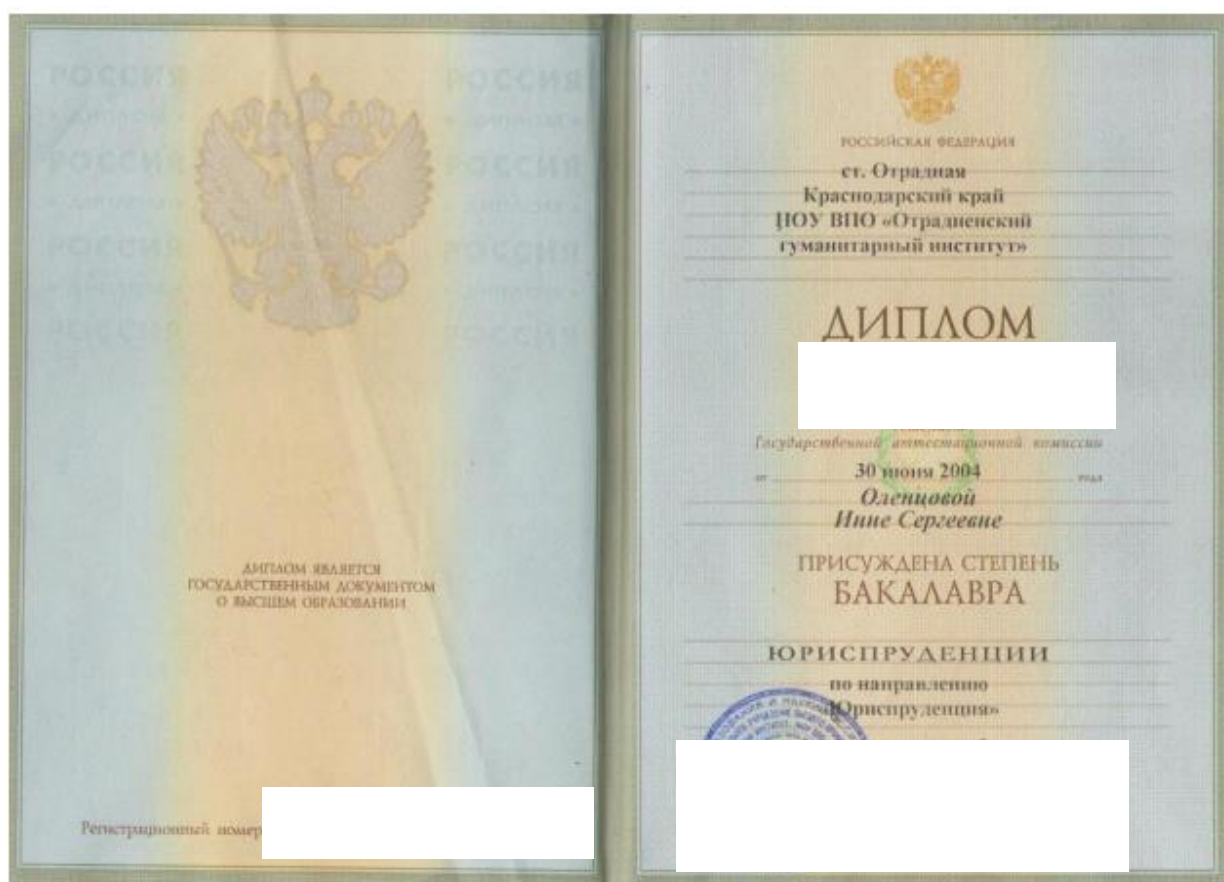 РОССИЯ РОССИЯ
РОССИЯ РОССИЯ
РОССИЯ РОССИЯ
РОССИЯ РОССИЯ
ДИПЛОМ ЯВЛЯЕТСЯ
ГОСУДАРСТВЕННЫМ ДОКУМЕНТОМ
О ВЫСШЕМ ОБРАЗОВАНИИ
Регистрационный номер
РОССИЙСКАЯ ФЕДЕРАЦИЯ
ст. Отрадная
Краснодарский край
НОУ ВПО «Отрадненский
гуманитарный институт»
ДИПЛОМ
Государственной аттестационной комиссии
от 30 июня 2004 года
Оленцовой
Инне Сергеевне
ПРИСУЖДЕНА СТЕПЕНЬ
БАКАЛАВРА
ЮРИСПРУДЕНЦИИ
по направлению
«Юриспруденция»